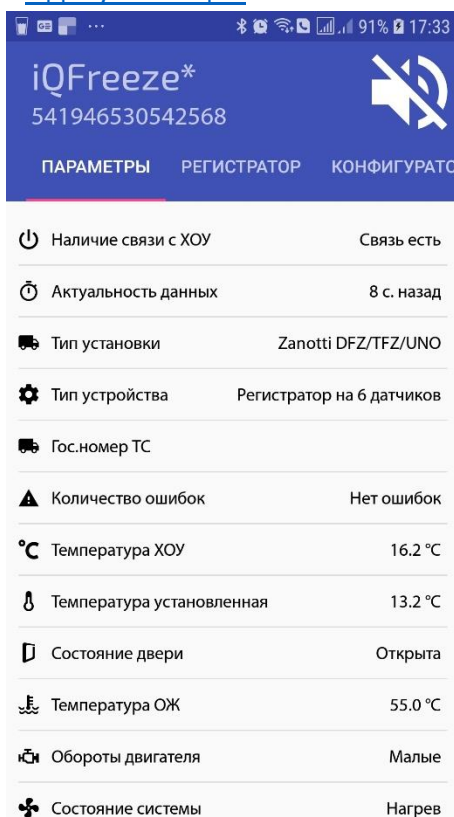 91% 17:33
iQFreeze*
541946530542568
ПАРАМЕТРЫ РЕГИСТРАТОР КОНФИГУРАТО
Наличие связи с ХОУ Связь есть
Актуальность данных 8 с. назад
Тип установки Zanotti DFZ/TFZ/UNO
Тип устройства Регистратор на 6 датчиков
Гос.номер ТС
Количество ошибок Нет ошибок
°C Температура ХОУ 16.2 °C
Температура установленная 13.2 °C
Состояние двери Открыта
Температура ОЖ 55.0 °C
Обороты двигателя Малые
Состояние системы Нагрев